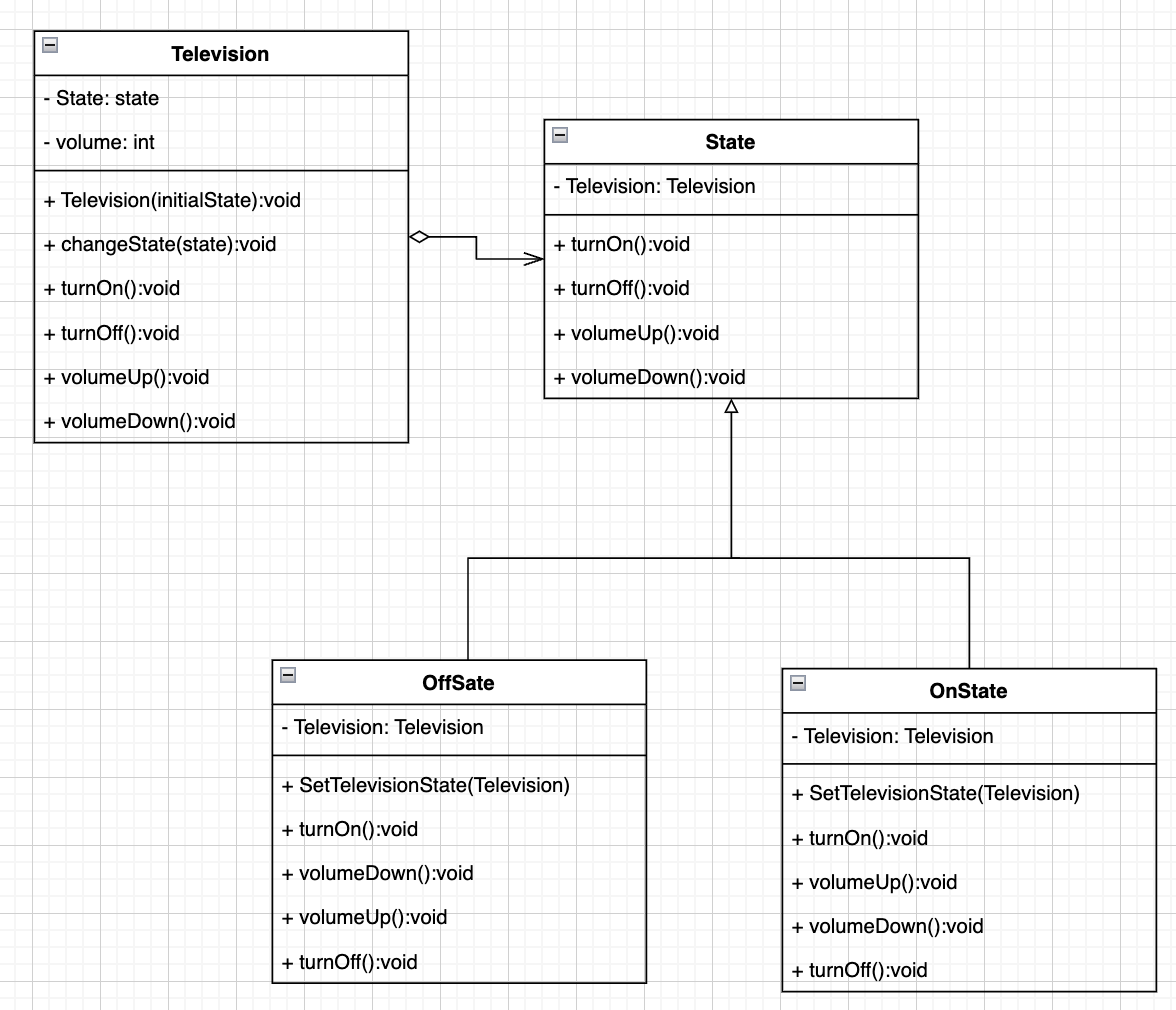 Television
- State: state
- volume: int
+ Television(initialState):void
+ changeState(state):void
+ turnOn():void
+ turnOff():void
+ volumeUp():void
+ volumeDown():void
State
- Television: Television
+ turnOn():void
+ turnOff():void
+ volumeUp():void
+ volumeDown():void
OffSate
- Television: Television
+ SetTelevisionState(Television)
+ turnOn():void
+ volumeDown():void
+ volumeUp():void
+ turnOff():void
OnState
- Television: Television
+ SetTelevisionState(Television)
+ turnOn():void
+ volumeUp():void
+ volumeDown():void
+ turnOff():void